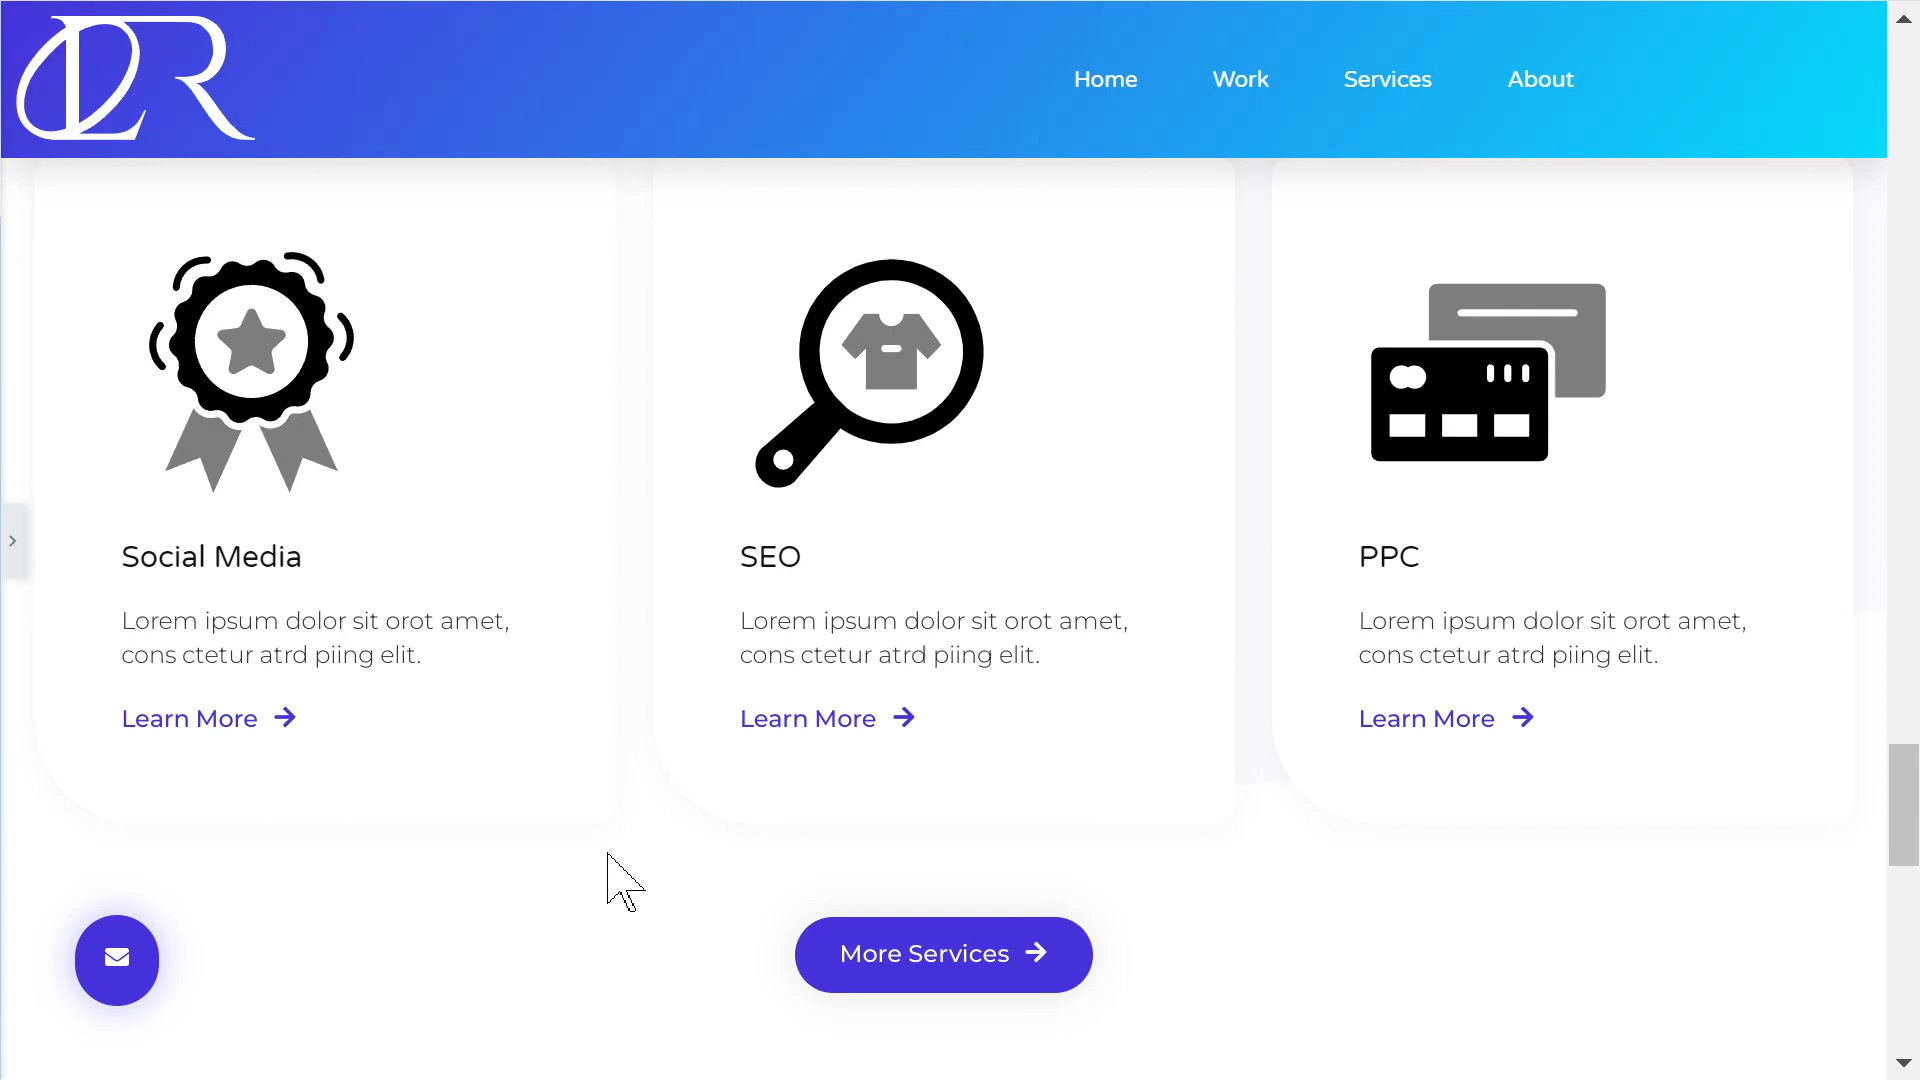 Home Work Services About
Social Media
Lorem ipsum dolor sit orot amet,
cons ctetur atrd piing elit.
Learn More
SEO
Lorem ipsum dolor sit orot amet,
cons ctetur atrd piing elit.
Learn More
PPC
Lorem ipsum dolor sit orot amet,
cons ctetur atrd piing elit.
Learn More
More Services